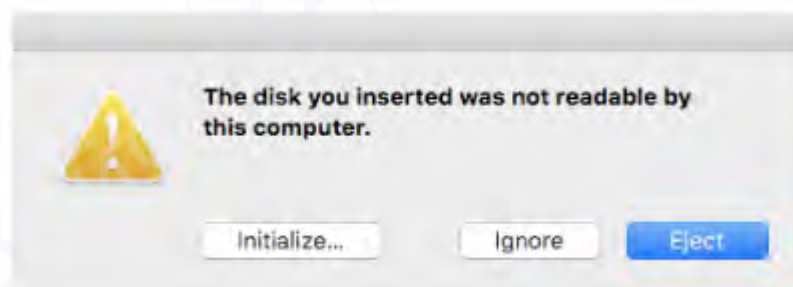 The disk you inserted was not readable by
this computer.
Initialize...
Ignore
Eject